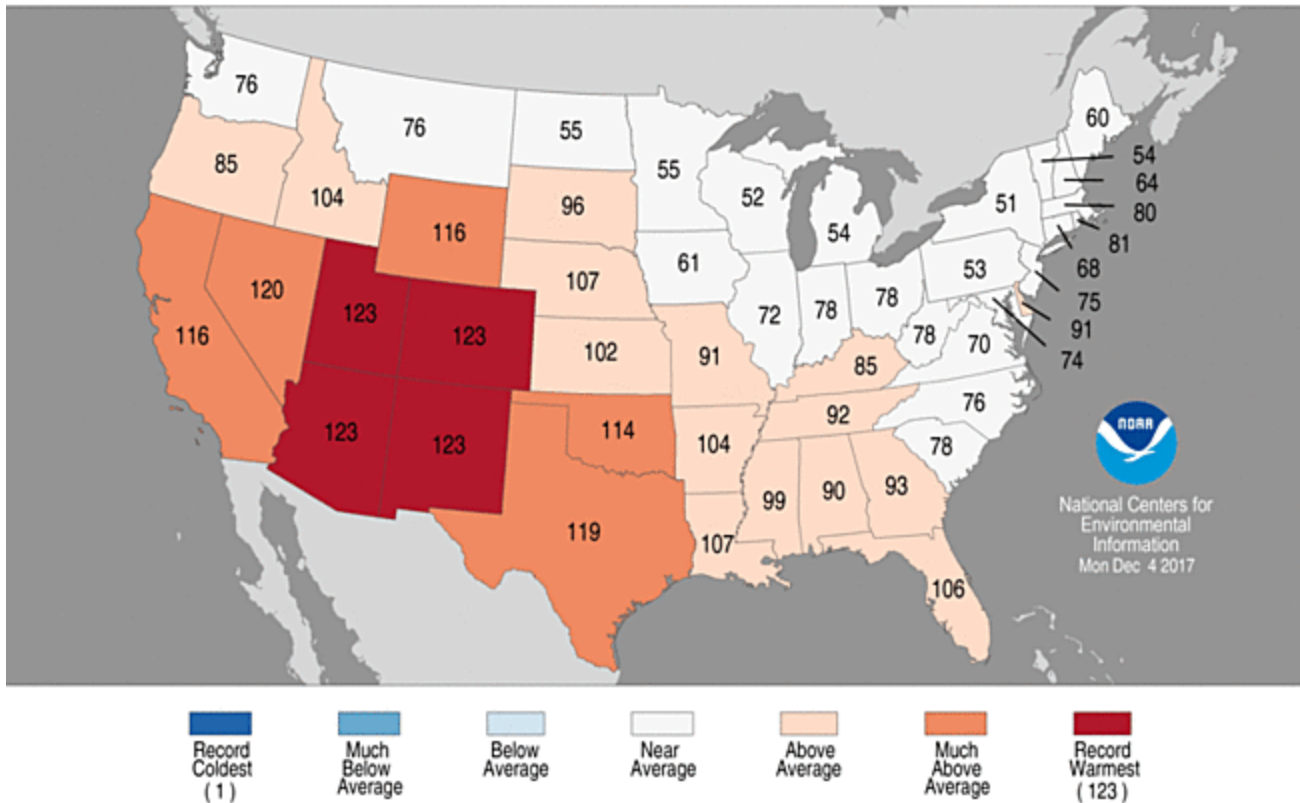 76
76
55
60
85
104
116
96
55
52
54
51
54
64
80
81
68
75
91
74
120
116
123
123
107
61
72
78
78
53
78
70
102
91
85
76
123
123
114
104
92
78
119
107
99
90
93
106
NOAA
National Centers for
Environmental
Information
Mon Dec 4 2017
Record
Coldest
( 1 )
Much
Below
Average
Below
Average
Near
Average
Above
Average
Much
Above
Average
Record
Warmest
( 123 )